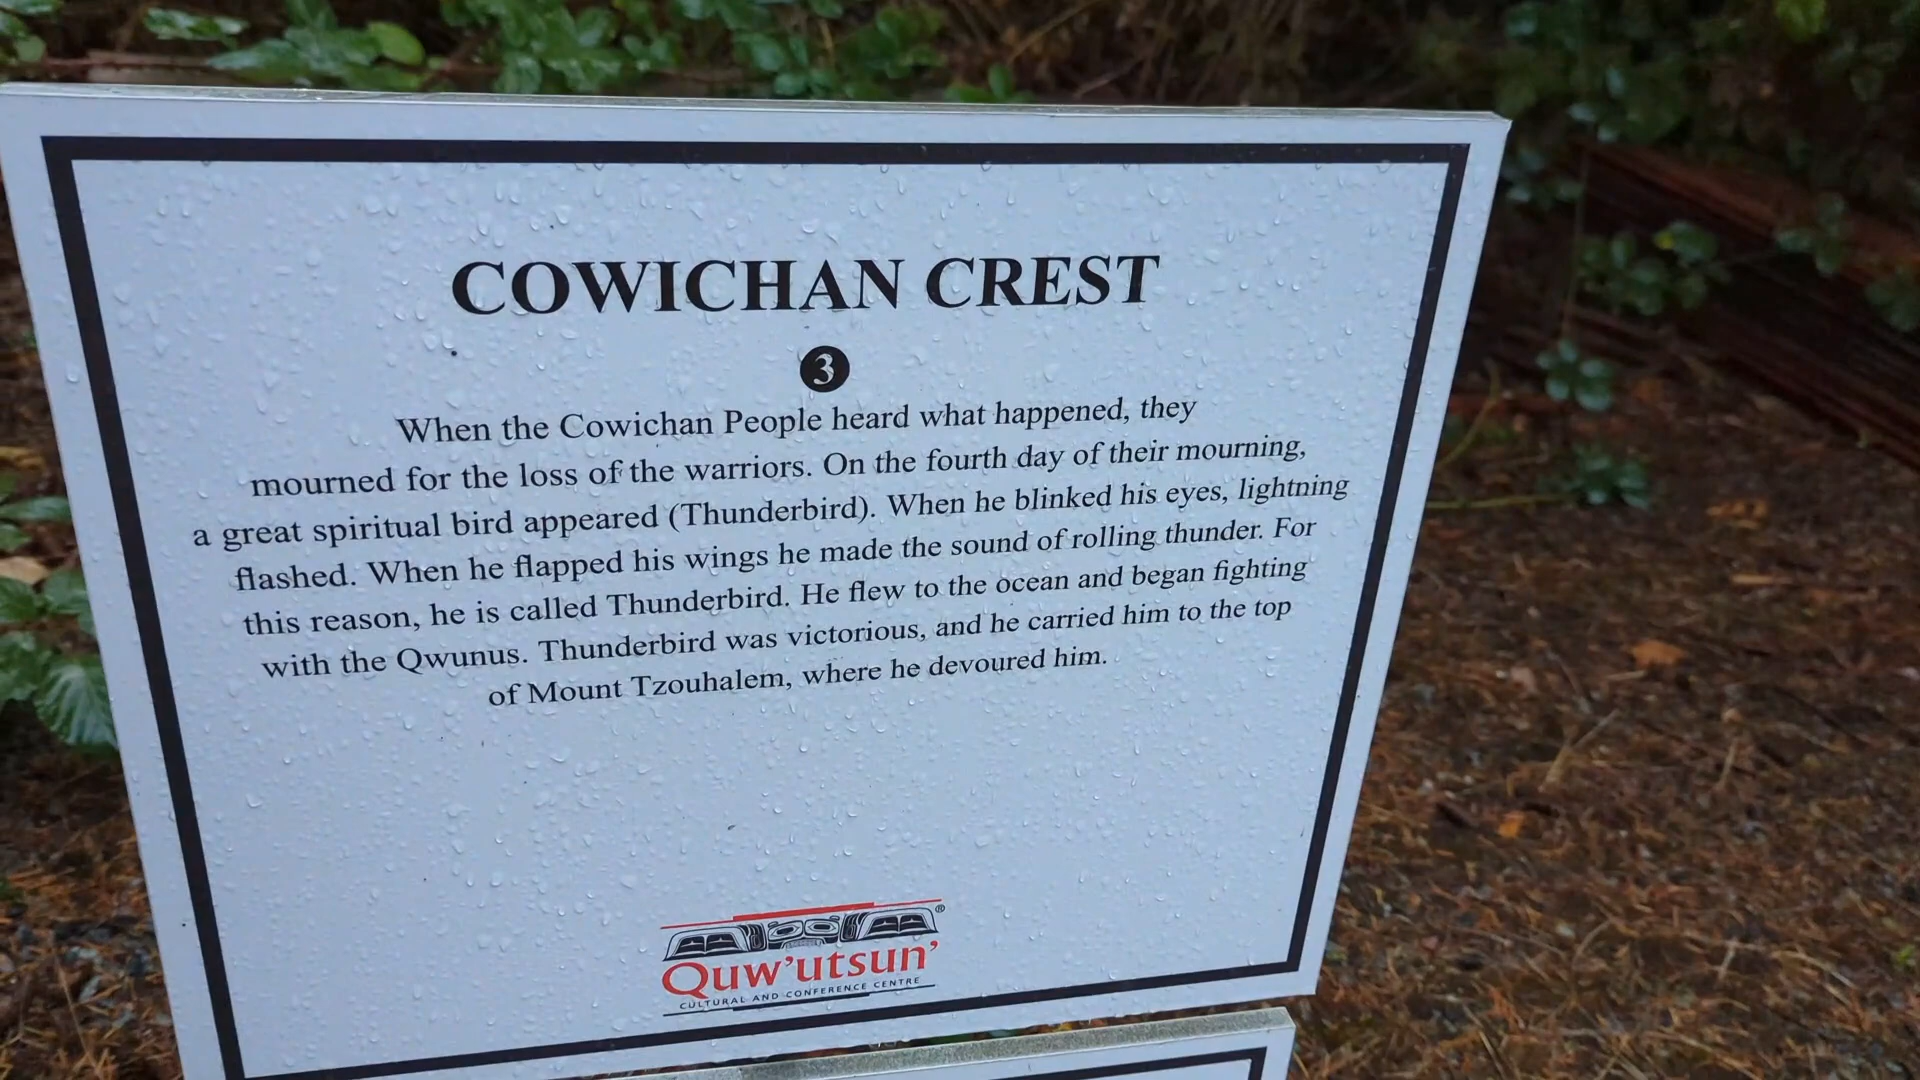 COWICHAN CREST
3
When the Cowichan People heard what happened, they
mourned for the loss of the warriors. On the fourth day of their mourning,
a great spiritual bird appeared (Thunderbird). When he blinked his eyes, lightning
flashed. When he flapped his wings he made the sound of rolling thunder. For
this reason, he is called Thunderbird. He flew to the ocean and began fighting
with the Qwunus. Thunderbird was victorious, and he carried him to the top
of Mount Tzouhalem, where he devoured him.
®
Quw'utsun'
CULTURAL AND CONFERENCE CENTRE